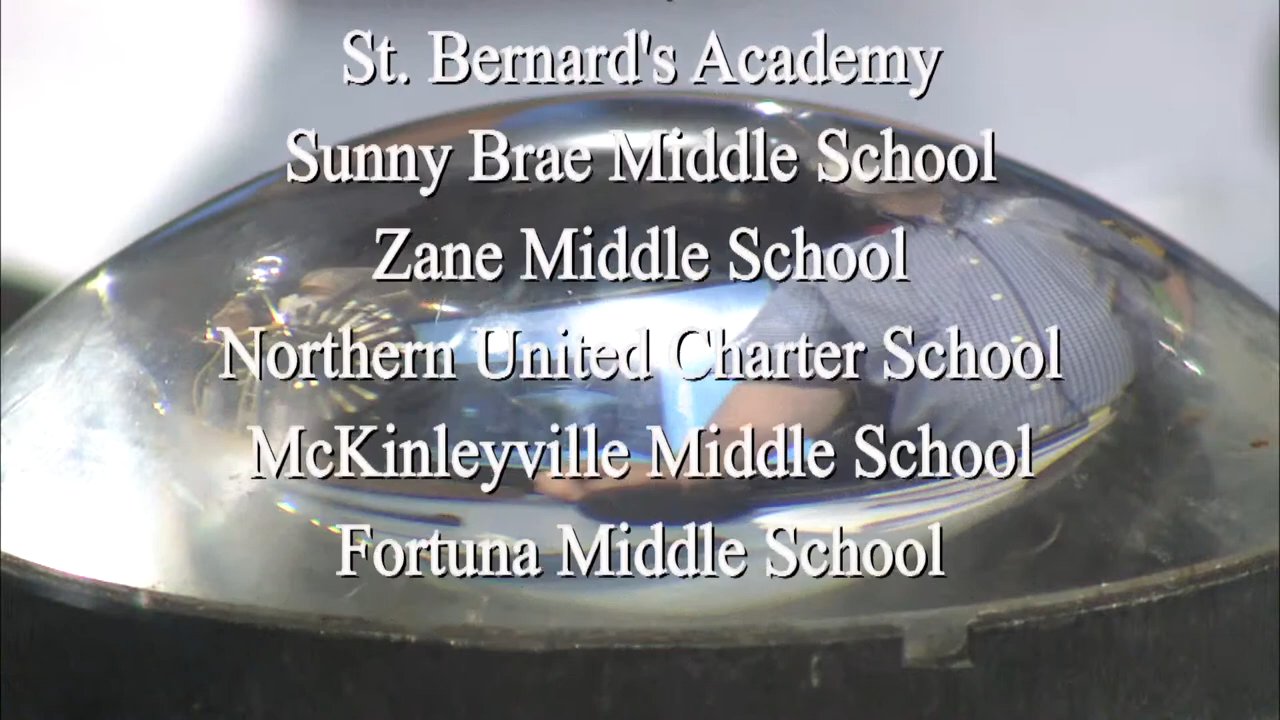 St. Bernard's Academy
Sunny Brae Middle School
Zane Middle School
Northern United Charter School
McKinleyville Middle School
Fortuna Middle School